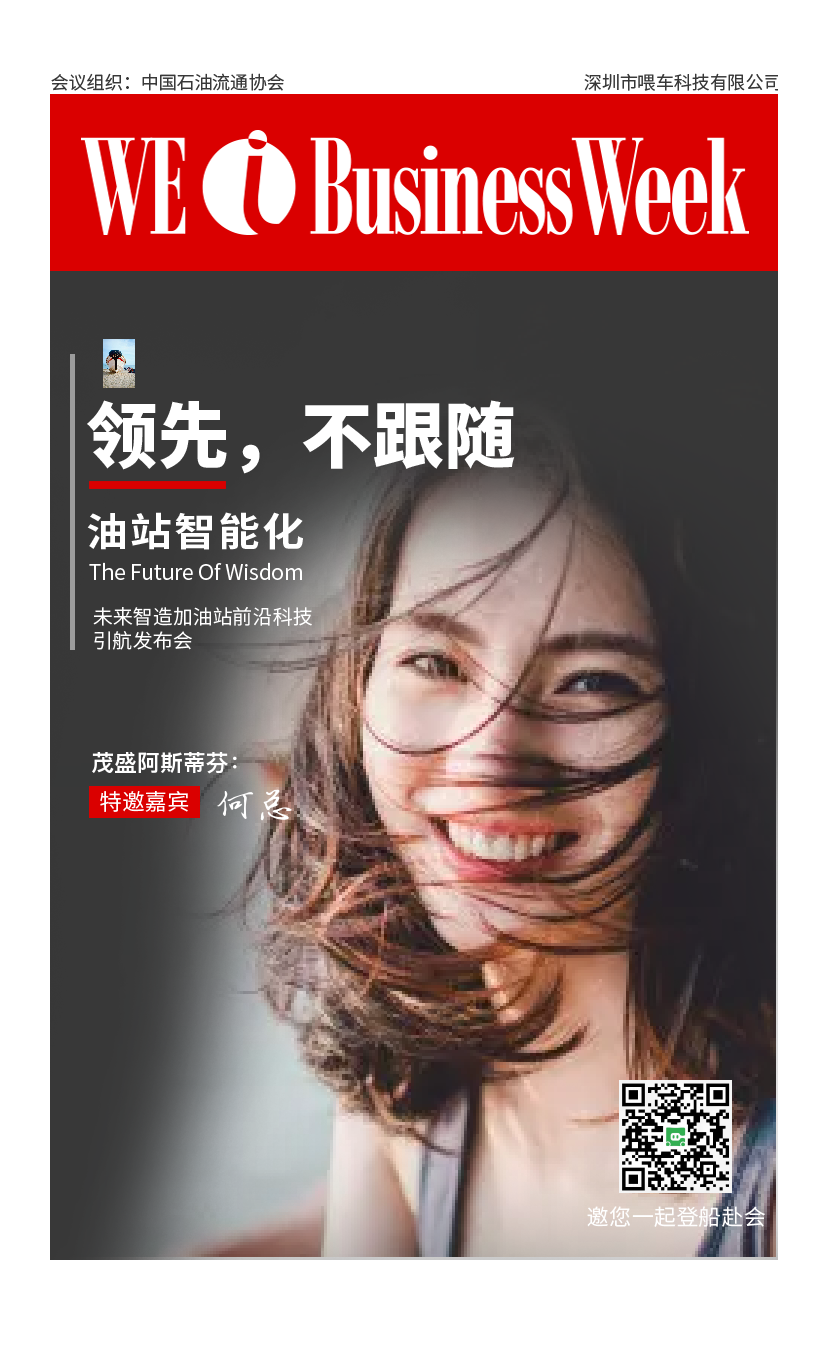 会议组织：中国石油流通协会
深圳市喂车科技有限公司
WE i BusinessWeek
领先，不跟随
油站智能化
The Future Of Wisdom
未来智造加油站前沿科技
引航发布会
茂盛阿斯蒂芬：
特邀嘉宾
何总
邀您一起登船赴会